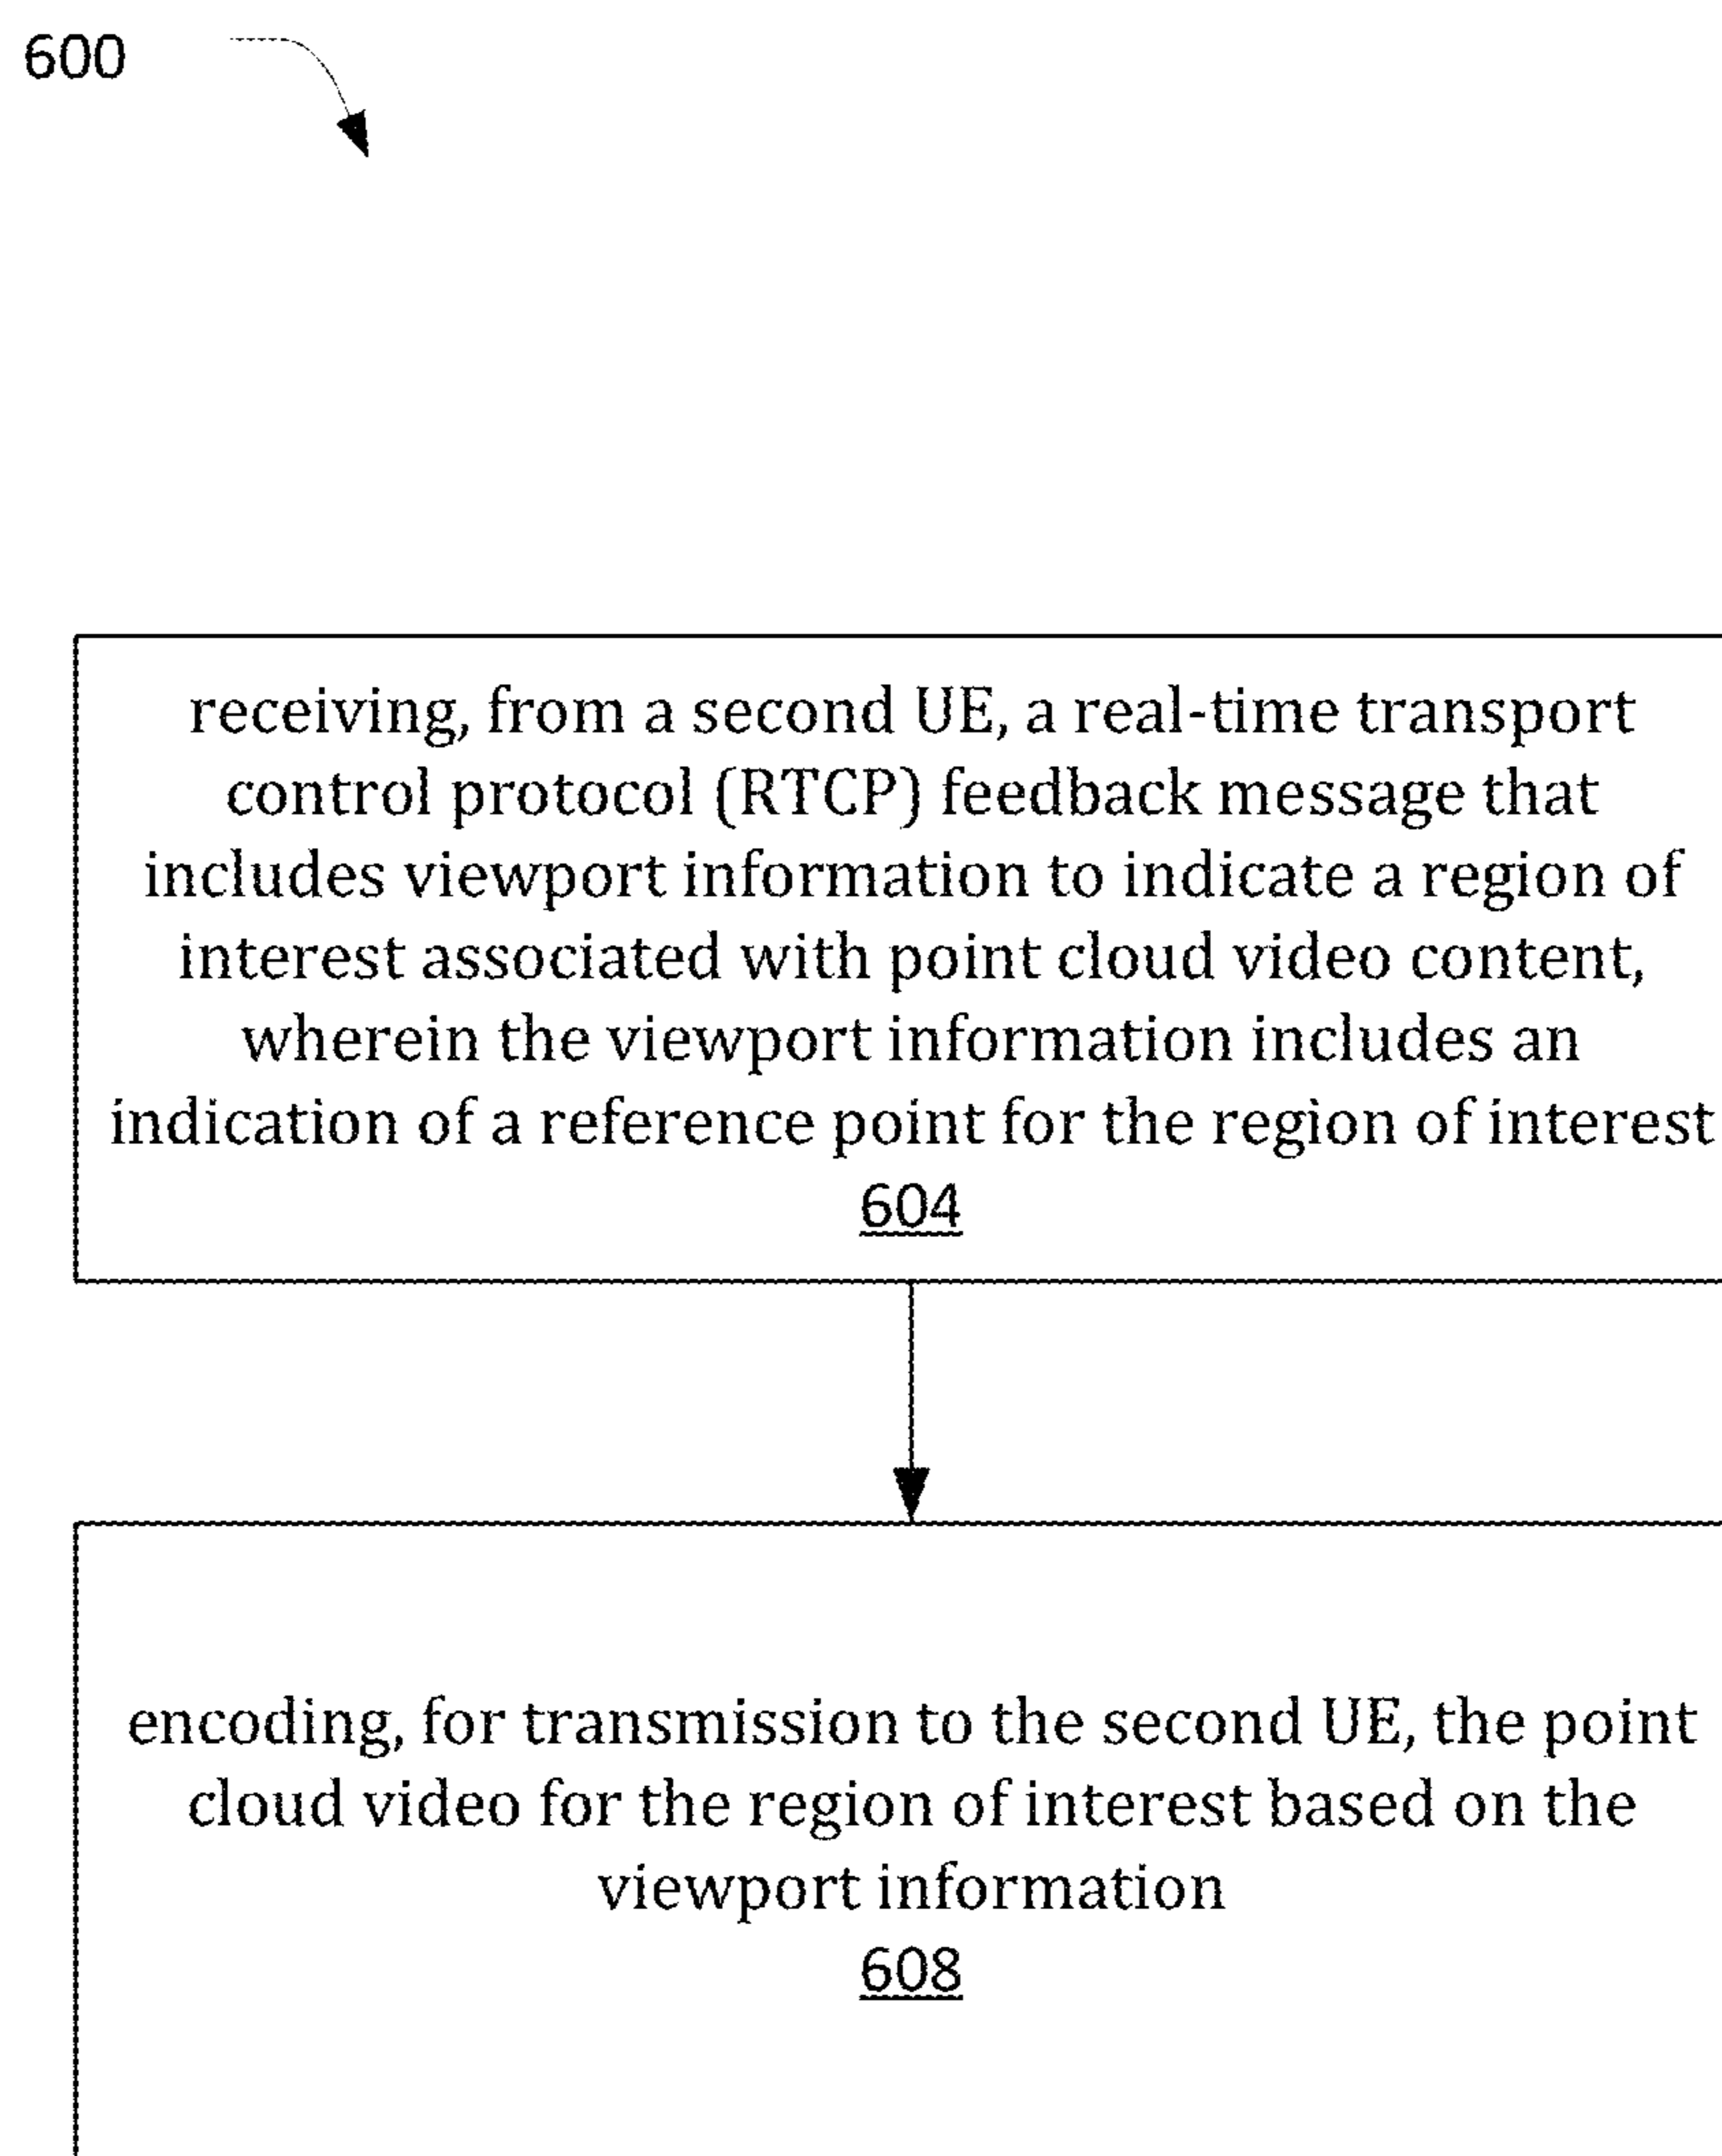 600
receiving, from a second UE, a real-time transport
control protocol (RTCP) feedback message that
includes viewport information to indicate a region of
interest associated with point cloud video content,
wherein the viewport information includes an
indication of a reference point for the region of interest
604
encoding, for transmission to the second UE, the point
cloud video for the region of interest based on the
viewport information
608